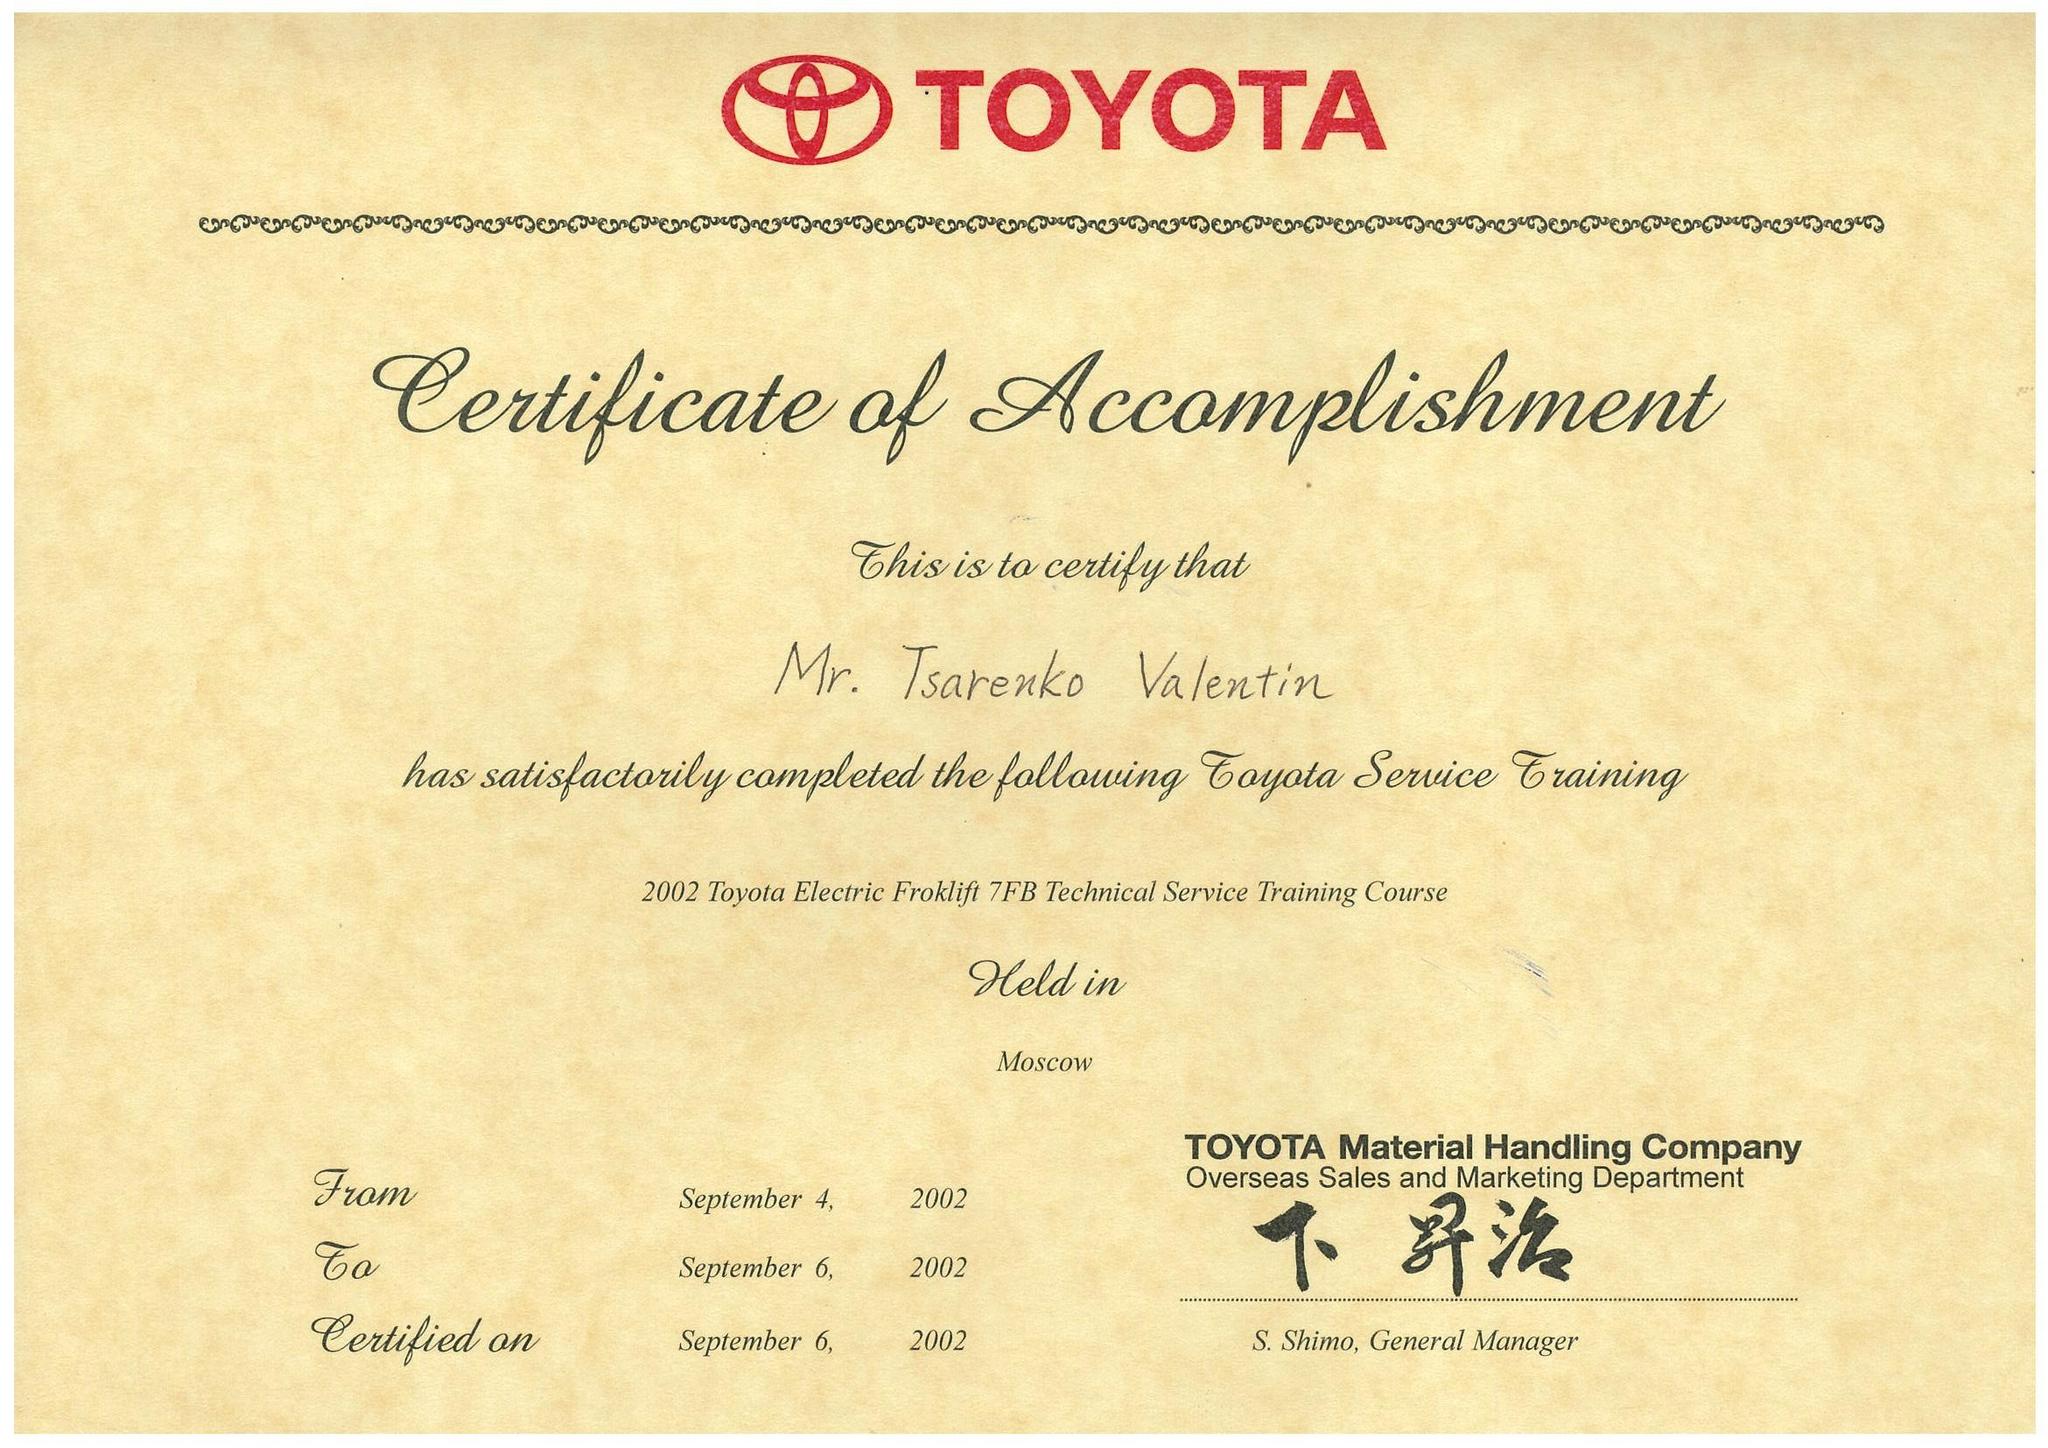 TOYOTA
Certificate of Accomplishment
This is to certify that
Mr. Tsarenko Valentin
has satisfactorily completed the following Toyota Service Training
2002 Toyota Electric Froklift 7FB Technical Service Training Course
Held in
Moscow
TOYOTA Material Handling Company
Overseas Sales and Marketing Department
From September 4, 2002
下 昇治
To September 6, 2002
Certified on September 6, 2002
S. Shimo, General Manager